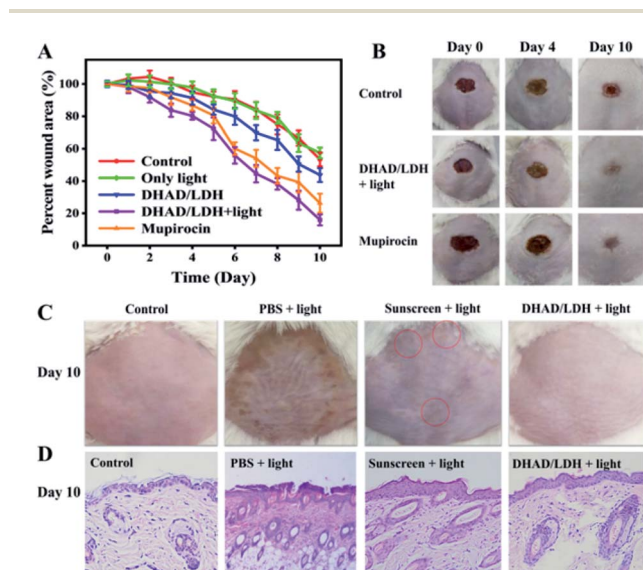 A
Percent wound area (%)
100
80
60
40
20
0
Control
Only light
DHAD/LDH
DHAD/LDH+light
Mupirocin
0 2 4 6 8 10
Time (Day)
B
Day 0 Day 4 Day 10
Control
DHAD/LDH
+ light
Mupirocin
C
Control PBS + light Sunscreen + light DHAD/LDH + light
Day 10
D
Control PBS + light Sunscreen + light DHAD/LDH + light
Day 10